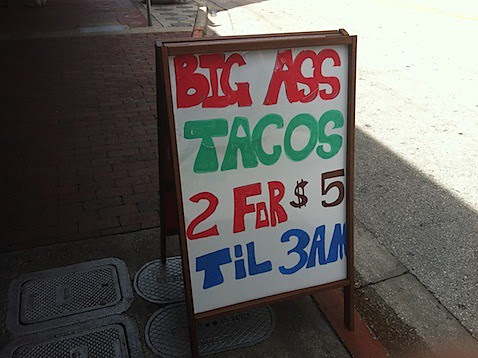 BIG ASS
TACOS
2 FOR $5
TiL 3AM